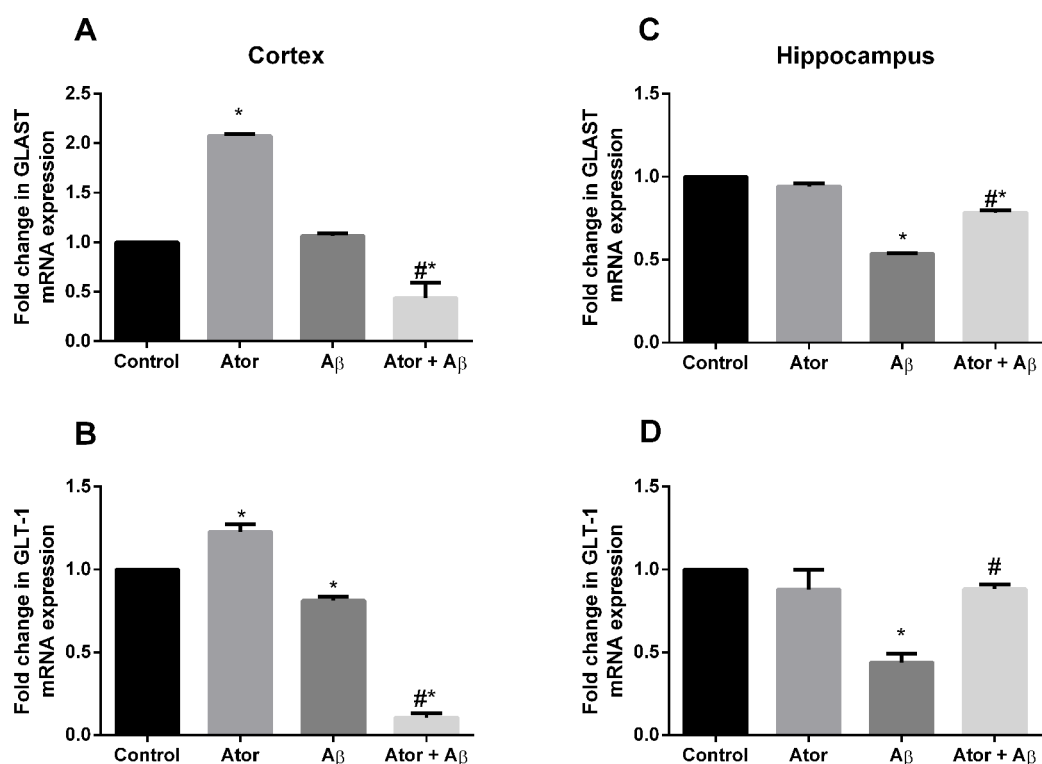 A
Cortex
Fold change in GLAST
mRNA expression
2.5
2.0
1.5
1.0
0.5
0.0
*
#*
Control Ator Aβ Ator + Aβ
C
Hippocampus
Fold change in GLAST
mRNA expression
1.5
1.0
0.5
0.0
*
#*
Control Ator Aβ Ator + Aβ
B
Fold change in GLT-1
mRNA expression
1.5
1.0
0.5
0.0
*
*
#*
Control Ator Aβ Ator + Aβ
D
Fold change in GLT-1
mRNA expression
1.5
1.0
0.5
0.0
*
#
Control Ator Aβ Ator + Aβ